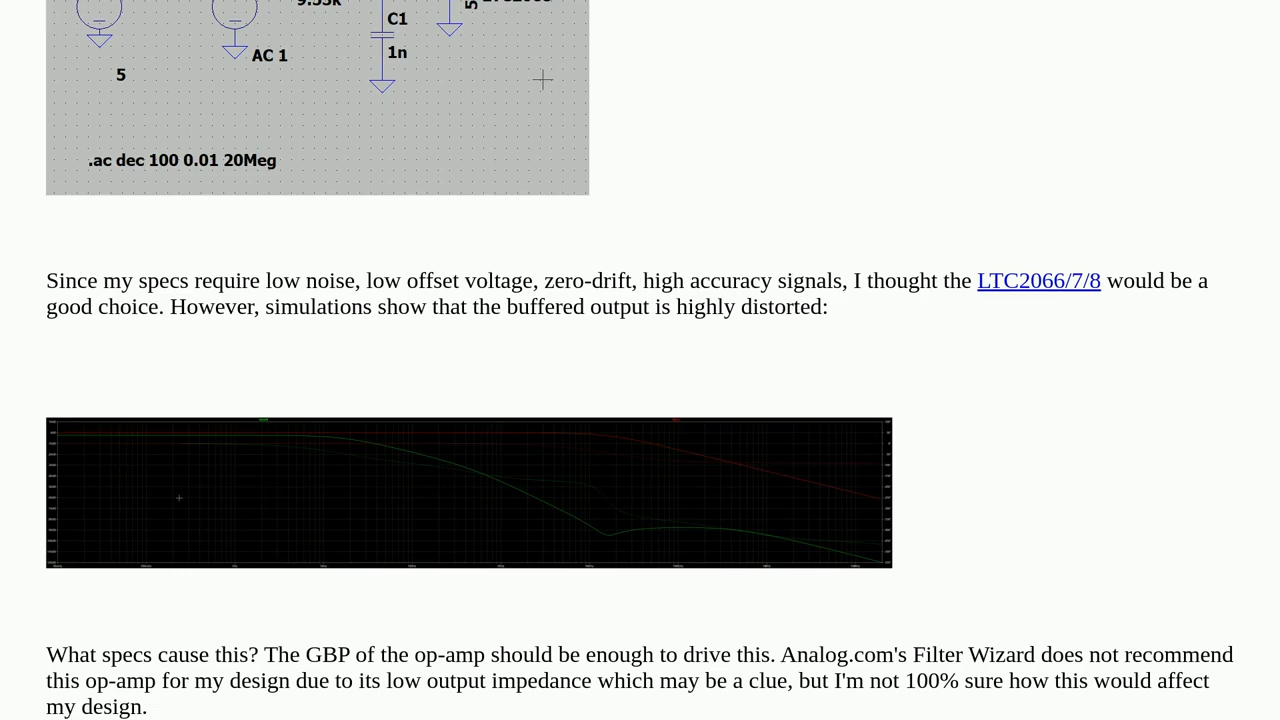 C1
AC 1
1n
5
.ac dec 100 0.01 20Meg
Since my specs require low noise, low offset voltage, zero-drift, high accuracy signals, I thought the LTC2066/7/8 would be a
good choice. However, simulations show that the buffered output is highly distorted:
What specs cause this? The GBP of the op-amp should be enough to drive this. Analog.com's Filter Wizard does not recommend
this op-amp for my design due to its low output impedance which may be a clue, but I'm not 100% sure how this would affect
my design.